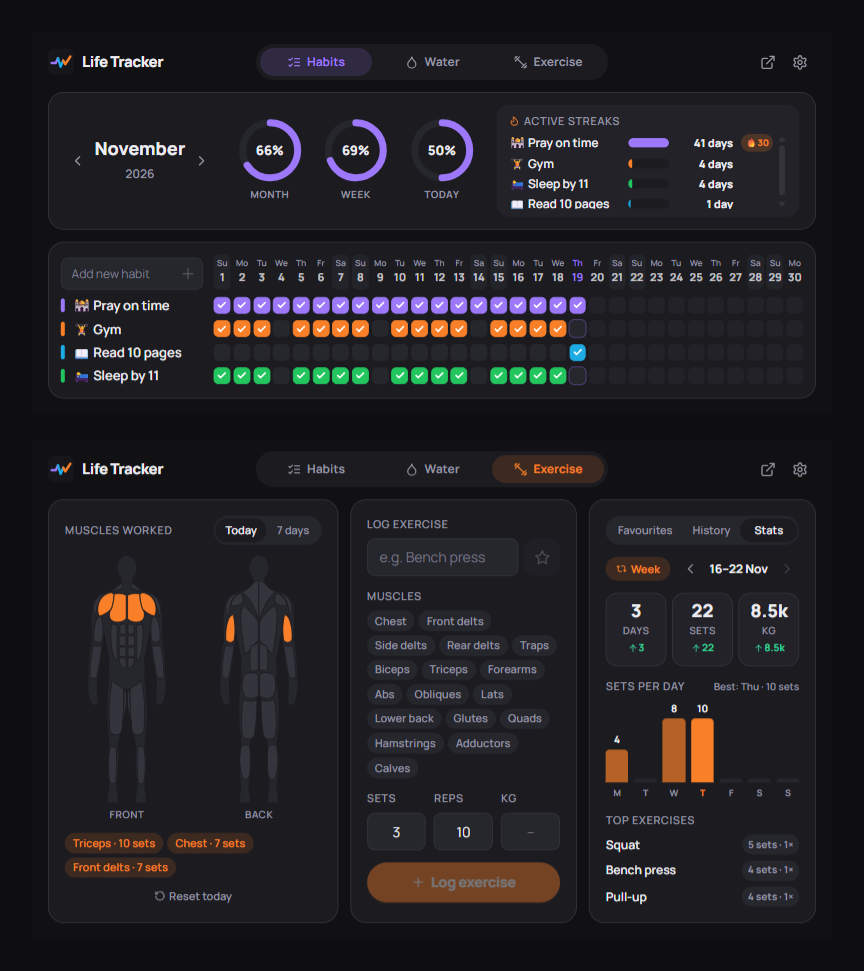 Life Tracker
Habits
Water
Exercise
November
2026
66%
MONTH
69%
WEEK
50%
TODAY
ACTIVE STREAKS
Pray on time 41 days 30
Gym 4 days
Sleep by 11 4 days
Read 10 pages 1 day
Add new habit
Su Mo Tu We Th Fr Sa Su Mo Tu We Th Fr Sa Su Mo Tu We Th Fr Sa Su Mo Tu We Th Fr Sa Su Mo
1 2 3 4 5 6 7 8 9 10 11 12 13 14 15 16 17 18 19 20 21 22 23 24 25 26 27 28 29 30
Pray on time
Gym
Read 10 pages
Sleep by 11
Life Tracker
Habits
Water
Exercise
MUSCLES WORKED
Today
7 days
FRONT
BACK
Triceps · 10 sets
Chest · 7 sets
Front delts · 7 sets
Reset today
LOG EXERCISE
e.g. Bench press
MUSCLES
Chest
Front delts
Side delts
Rear delts
Traps
Biceps
Triceps
Forearms
Abs
Obliques
Lats
Lower back
Glutes
Quads
Hamstrings
Adductors
Calves
SETS REPS KG
3 10 –
+ Log exercise
Favourites
History
Stats
Week
16–22 Nov
3
DAYS
↑3
22
SETS
↑22
8.5k
KG
↑8.5k
SETS PER DAY
Best: Thu · 10 sets
4 8 10
M T W T F S S
TOP EXERCISES
Squat 5 sets · 1×
Bench press 4 sets · 1×
Pull-up 4 sets · 1×